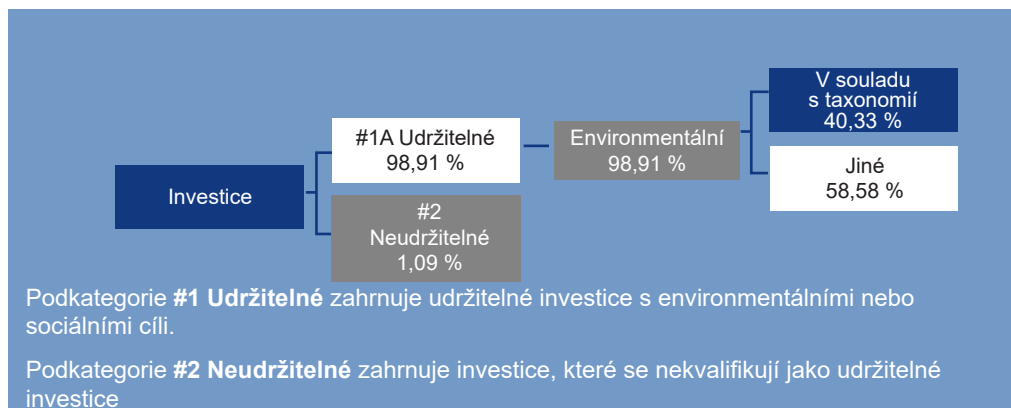 Investice
#1A Udržitelné
98,91 %
#2
Neudržitelné
1,09 %
Environmentální
98,91 %
V souladu
s taxonomií
40,33 %
Jiné
58,58 %
Podkategorie #1 Udržitelné zahrnuje udržitelné investice s environmentálními nebo
sociálními cíli.
Podkategorie #2 Neudržitelné zahrnuje investice, které se nekvalifikují jako udržitelné
investice